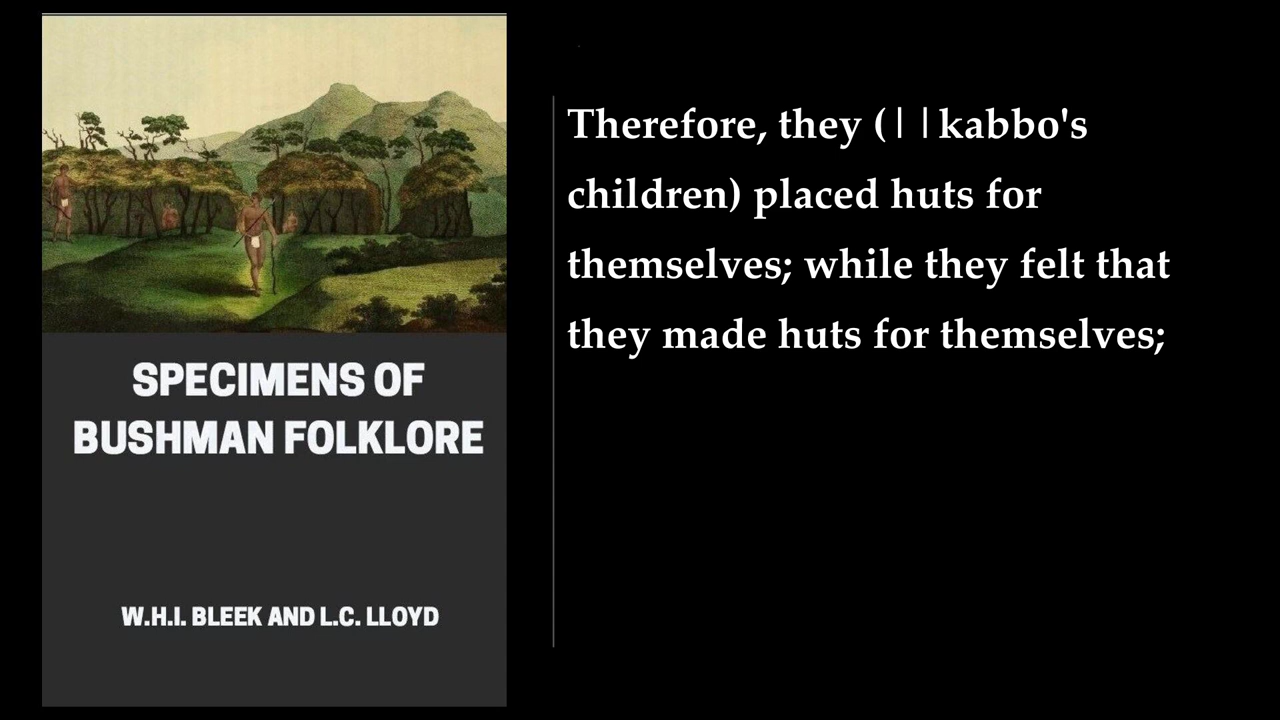 SPECIMENS OF
BUSHMAN FOLKLORE
W.H.I. BLEEK AND L.C. LLOYD
Therefore, they (||kabbo's
children) placed huts for
themselves; while they felt that
they made huts for themselves;